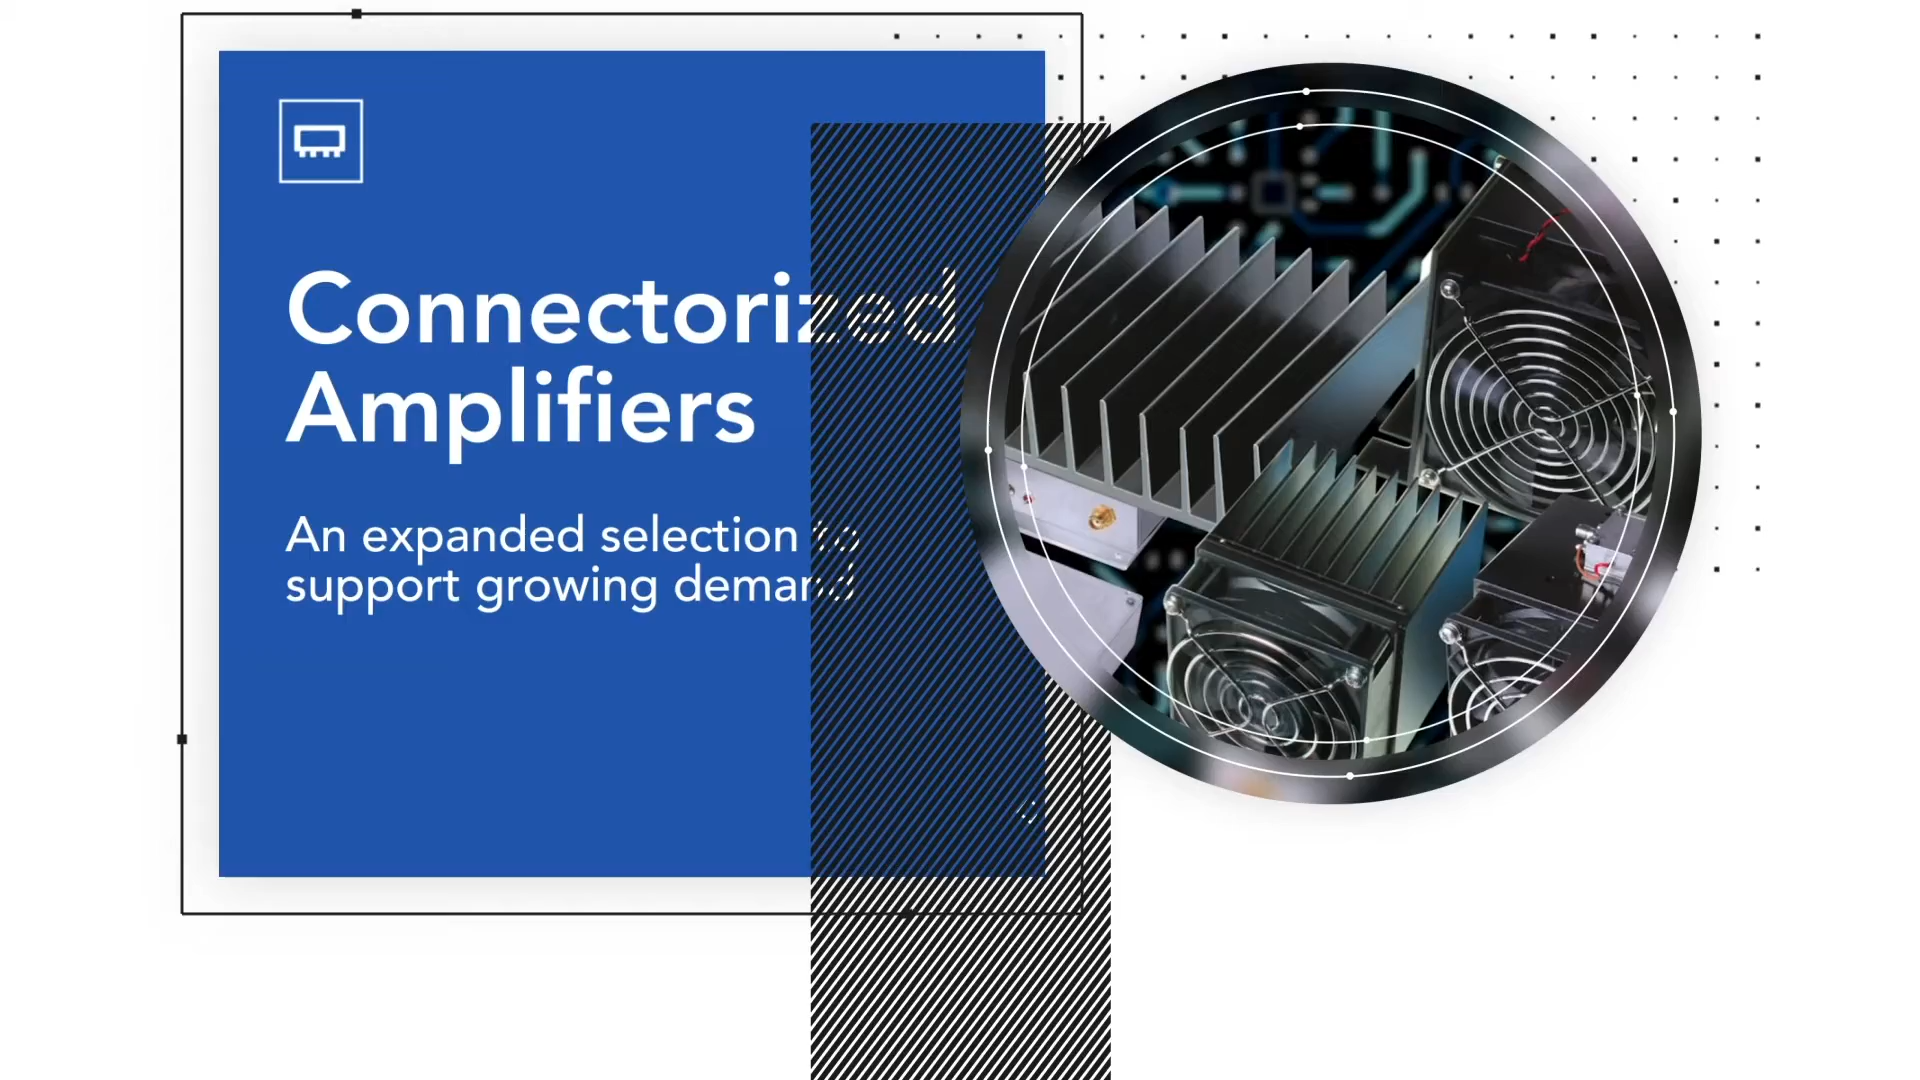 Connectorized
Amplifiers
An expanded selection to
support growing demand